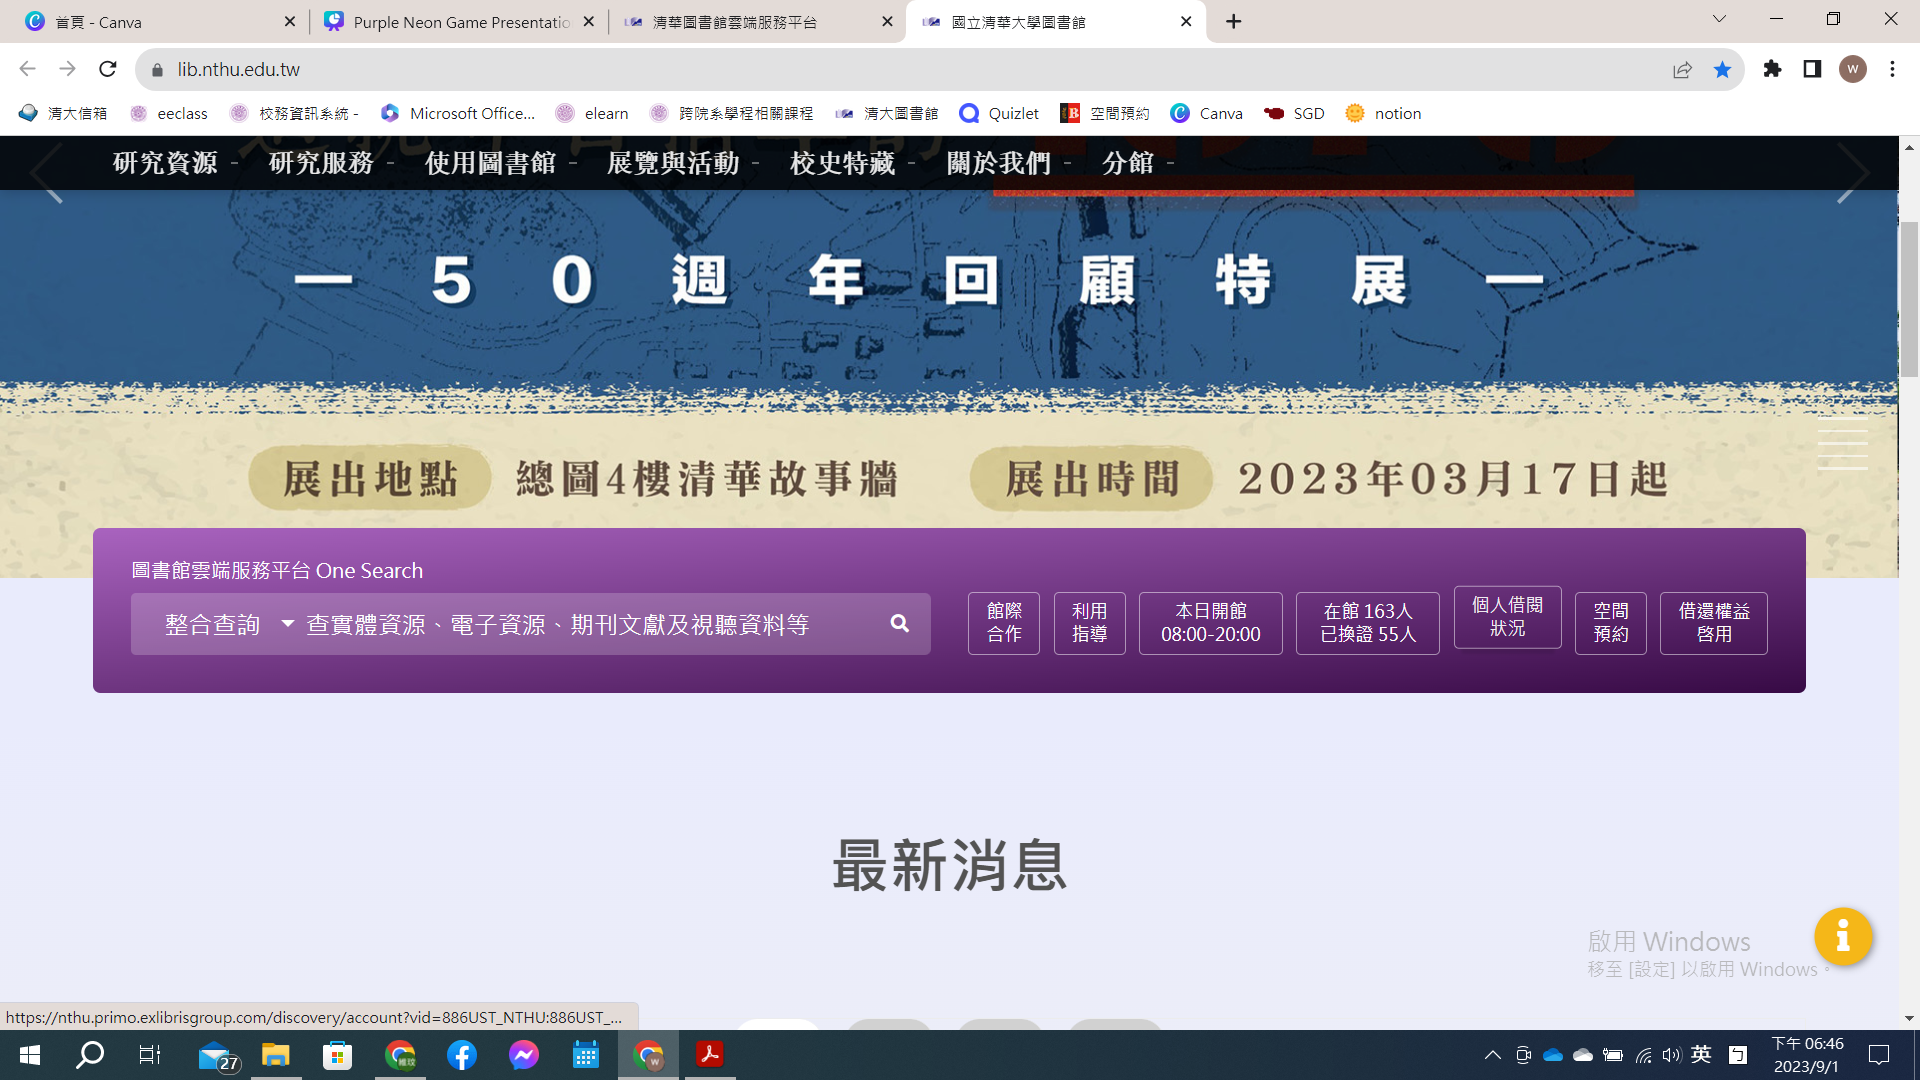 首頁 - Canva
Purple Neon Game Presentatio
清華圖書館雲端服務平台
國立清華大學圖書館
lib.nthu.edu.tw
W
清大信箱
eeclass
校務資訊系統 -
Microsoft Office...
elearn
跨院系學程相關課程
清大圖書館
Quizlet
空間預約
Canva
SGD
notion
研究資源 -
研究服務 -
使用圖書館 -
展覽與活動 -
校史特藏 -
關於我們 -
分館 -
一50週年回顧特展一
展出地點 總圖4樓清華故事牆
展出時間 2023年03月17日起
圖書館雲端服務平台 One Search
整合查詢 查實體資源、電子資源、期刊文獻及視聽資料等
館際
合作
利用
指導
本日開館
08:00-20:00
在館 163人
已換證 55人
個人借閱
狀況
空間
預約
借還權益
啓用
最新消息
啟用 Windows
移至 [設定] 以啟用 Windows。
https://nthu.primo.exlibrisgroup.com/discovery/account?vid=886UST_NTHU:886UST_...
27
英
下午 06:46
2023/9/1